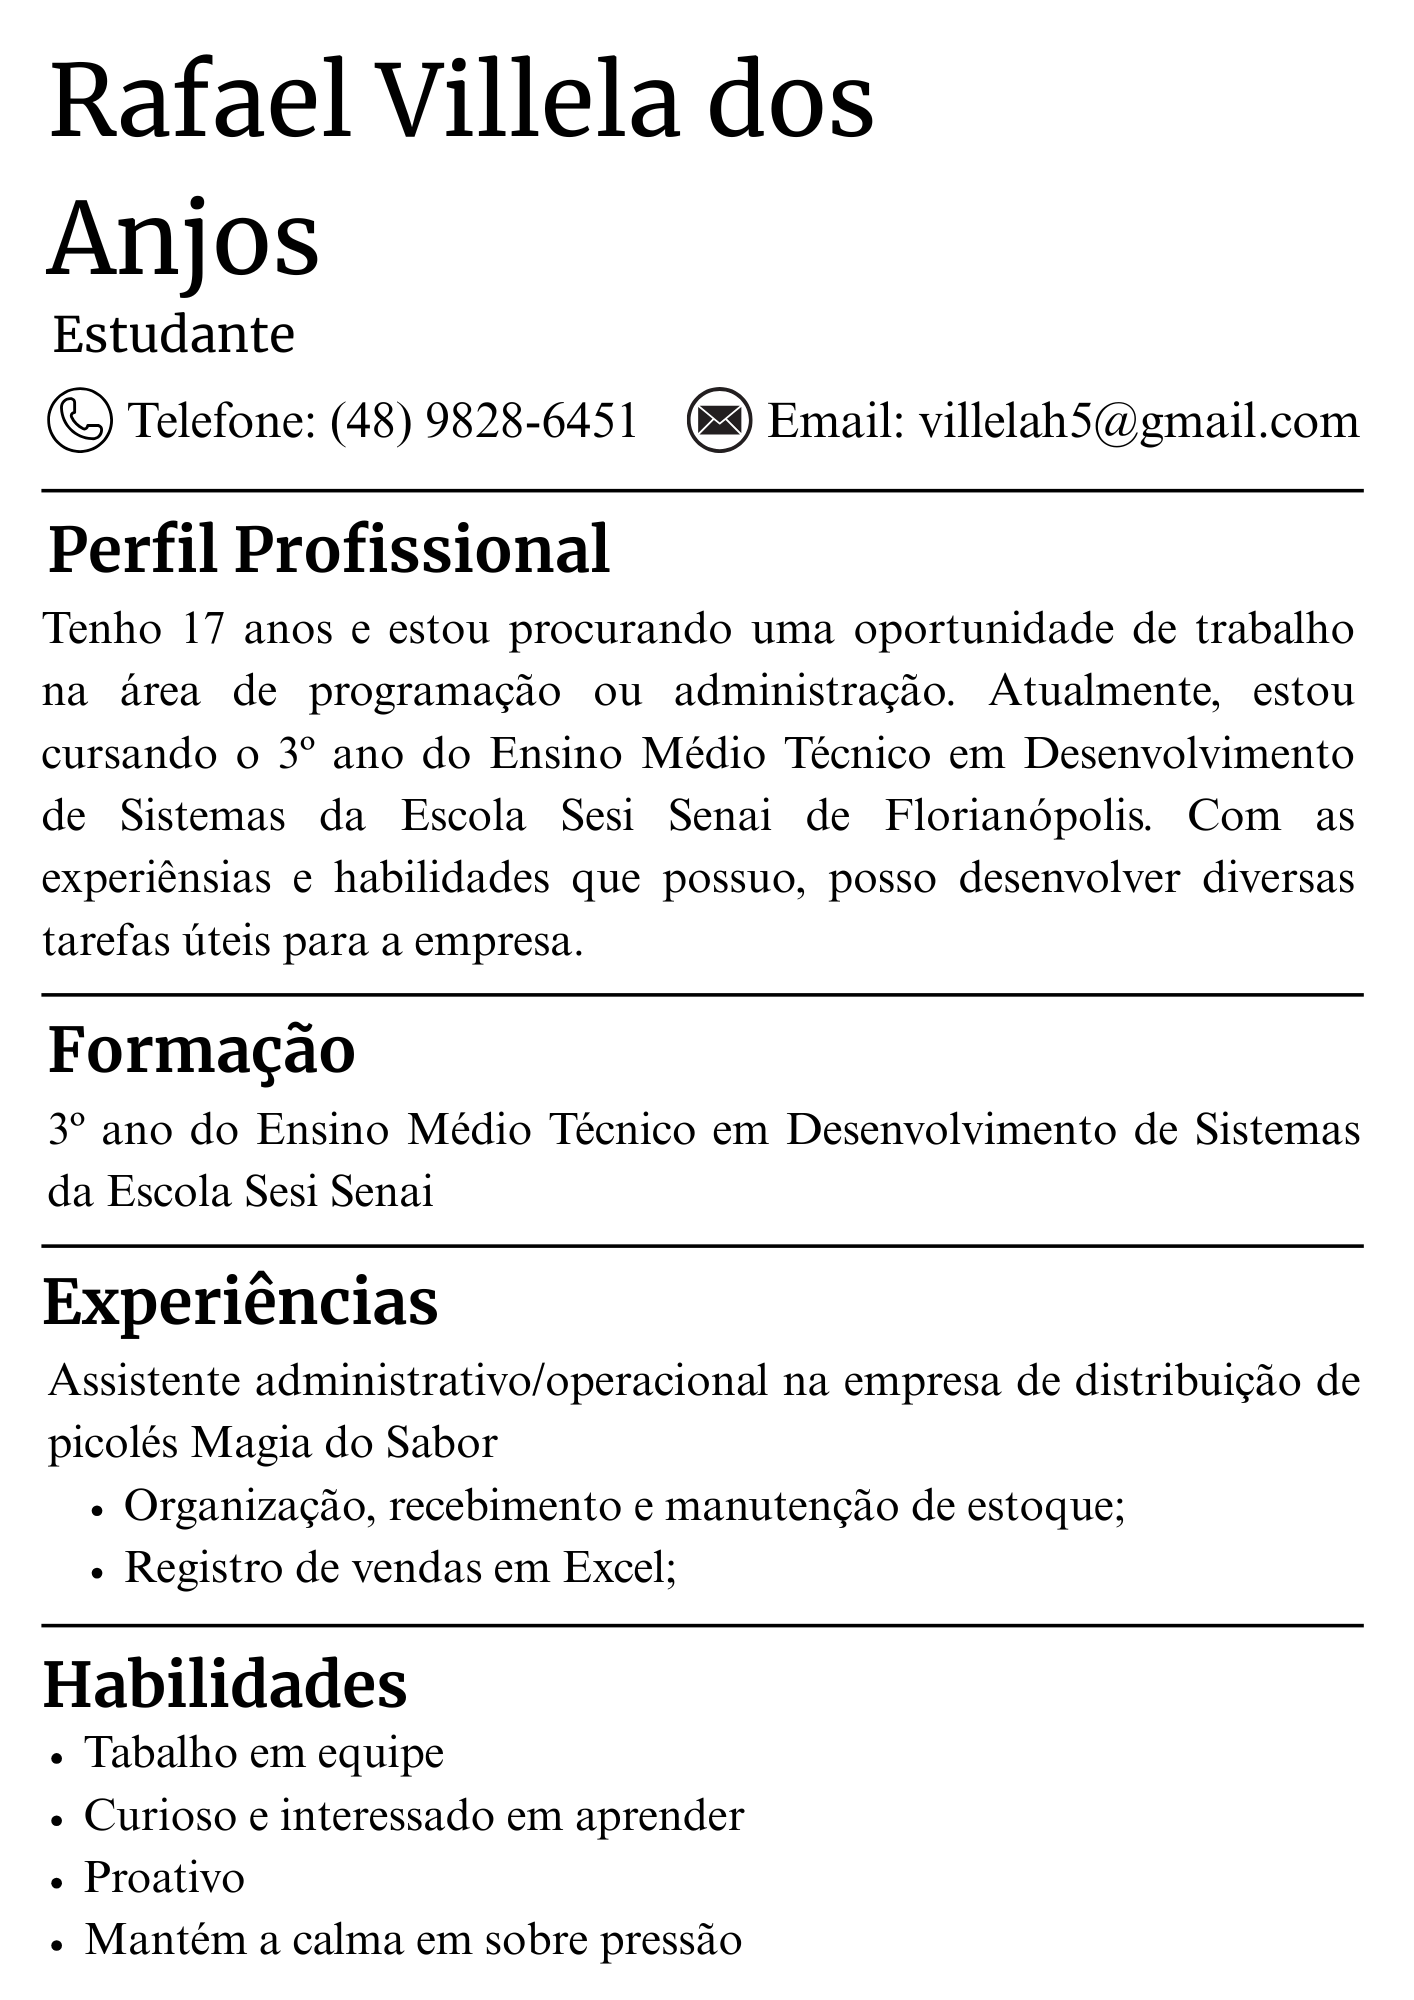 Rafael Villela dos
Anjos
Estudante
Telefone: (48) 9828-6451 Email: villelah5@gmail.com
Perfil Profissional
Tenho 17 anos e estou procurando uma oportunidade de trabalho
na área de programação ou administração. Atualmente, estou
cursando o 3º ano do Ensino Médio Técnico em Desenvolvimento
de Sistemas da Escola Sesi Senai de Florianópolis. Com as
experiênsias e habilidades que possuo, posso desenvolver diversas
tarefas úteis para a empresa.
Formação
3º ano do Ensino Médio Técnico em Desenvolvimento de Sistemas
da Escola Sesi Senai
Experiências
Assistente administrativo/operacional na empresa de distribuição de
picolés Magia do Sabor
• Organização, recebimento e manutenção de estoque;
• Registro de vendas em Excel;
Habilidades
• Tabalho em equipe
• Curioso e interessado em aprender
• Proativo
• Mantém a calma em sobre pressão